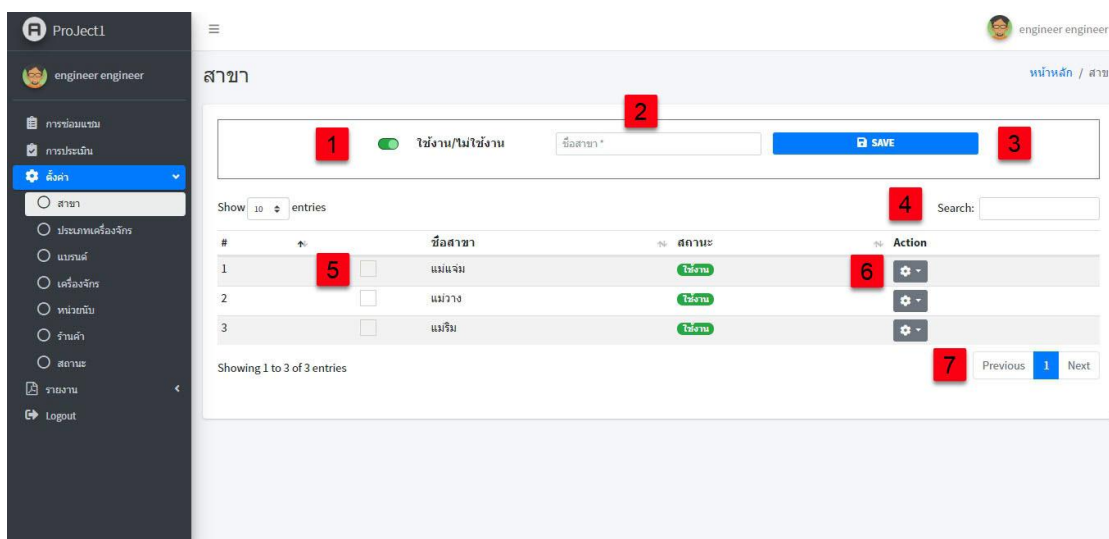 ProJect1
engineer engineer
engineer engineer
สาขา
หน้าหลัก / สาข
การซ่อมแซม
การประเมิน
ตั้งค่า
สาขา
ประเภทเครื่องจักร
แบรนด์
เครื่องจักร
หน่วยนับ
ร้านค้า
สถานะ
รายงาน
Logout
1 ใช้งาน/ไม่ใช้งาน 2 ชื่อสาขา * SAVE 3
Show 10 entries 4 Search:
# ชื่อสาขา สถานะ Action
1 5 แม่แจ่ม ใช้งาน 6
2 แม่วาง ใช้งาน
3 แม่ริม ใช้งาน
Showing 1 to 3 of 3 entries 7 Previous 1 Next